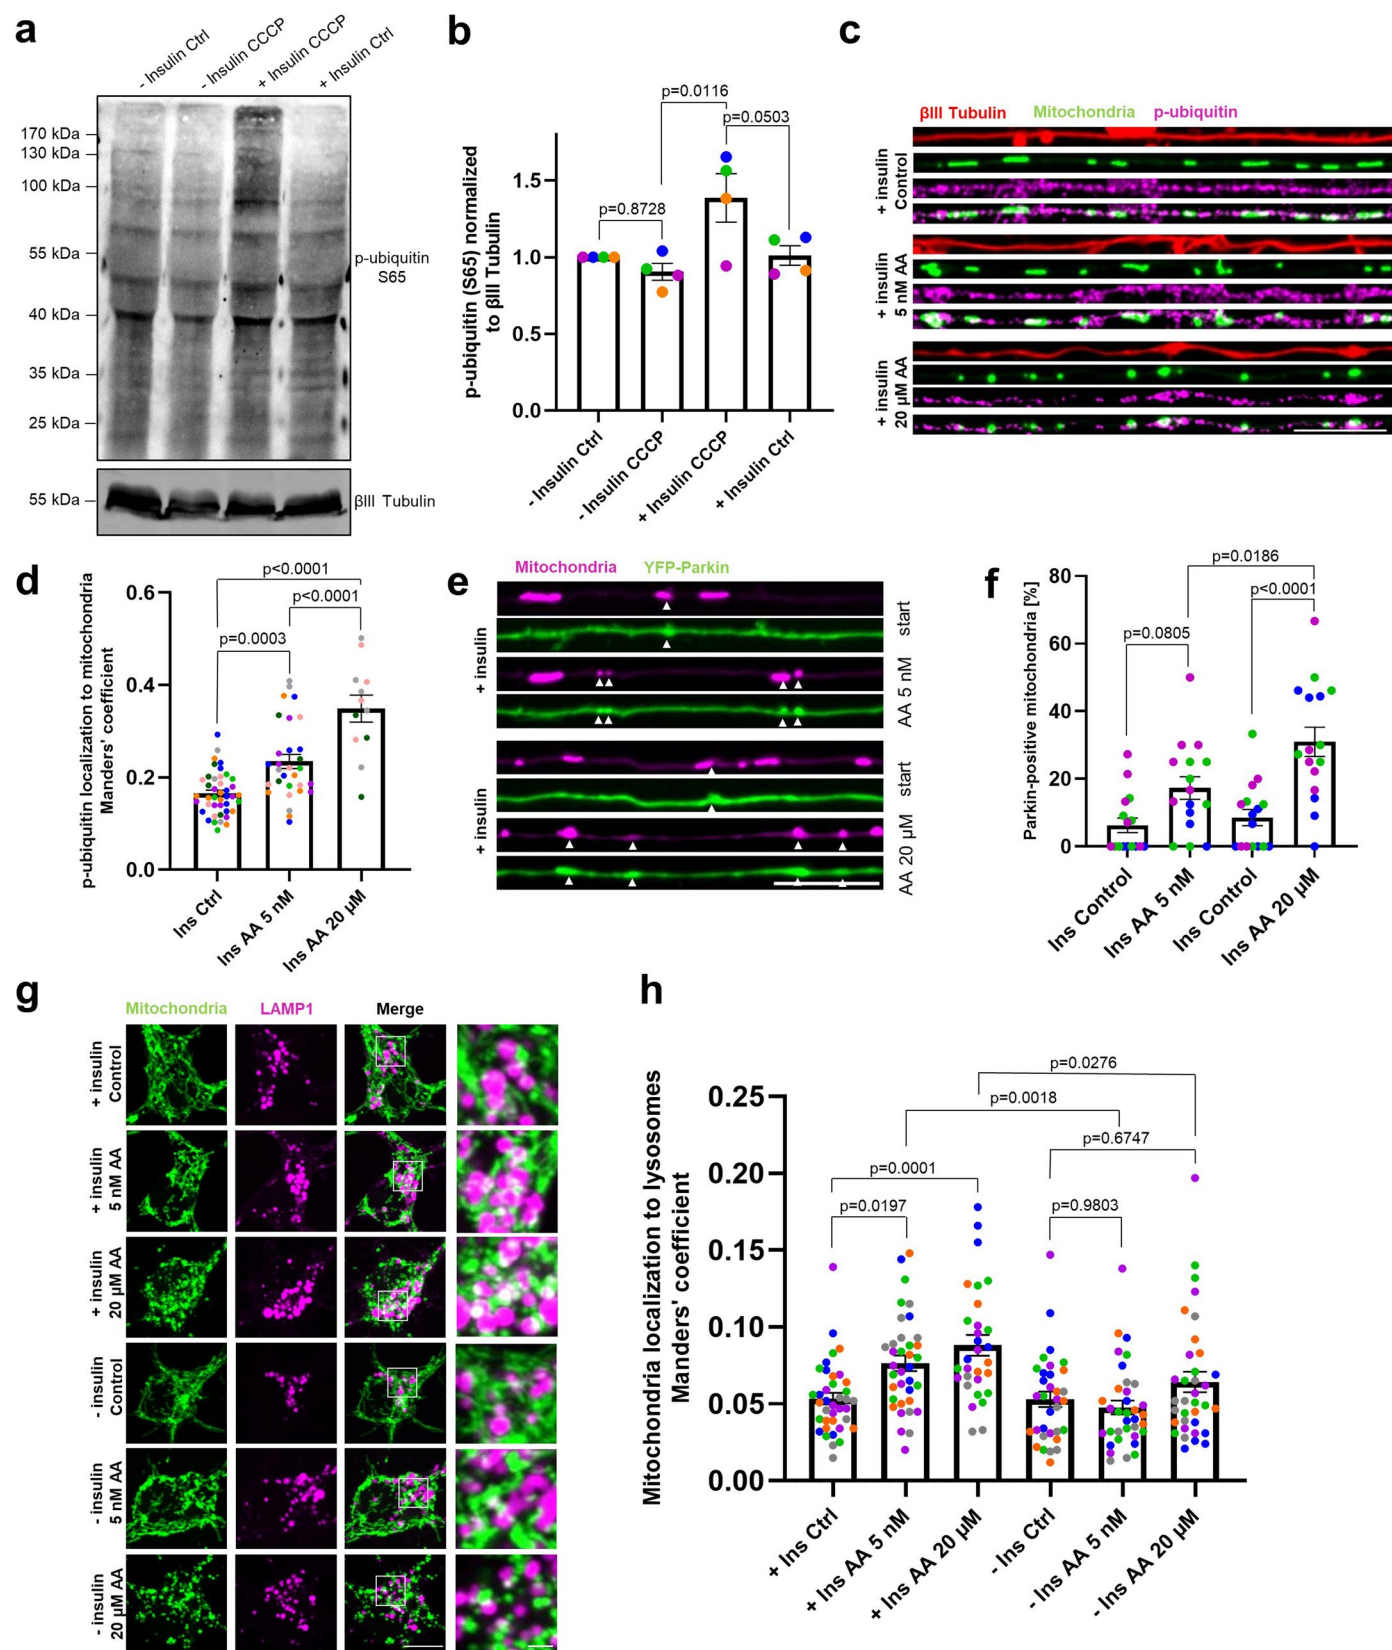 a
- Insulin Ctrl
- Insulin CCCP
+ Insulin CCCP
+ Insulin Ctrl
170 kDa
130 kDa
100 kDa
55 kDa
40 kDa
35 kDa
25 kDa
p-ubiquitin
S65
55 kDa
βIII Tubulin
b
p-ubiquitin (S65) normalized
to βIII Tubulin
p=0.0116
p=0.0503
p=0.8728
1.5
1.0
0.5
0.0
- Insulin Ctrl
- Insulin CCCP
+ Insulin CCCP
+ Insulin Ctrl
c
βIII Tubulin
Mitochondria
p-ubiquitin
+ insulin
Control
+ insulin
5 nM AA
+ insulin
20 µM AA
d
p-ubiquitin localization to mitochondria
Manders' coefficient
p<0.0001
p<0.0001
p=0.0003
0.6
0.4
0.2
0.0
Ins Ctrl
Ins AA 5 nM
Ins AA 20 µM
e
Mitochondria
YFP-Parkin
+ insulin
start
AA 5 nM
+ insulin
start
AA 20 µM
f
Parkin-positive mitochondria [%]
p=0.0186
p<0.0001
p=0.0805
80
60
40
20
0
Ins Control
Ins AA 5 nM
Ins Control
Ins AA 20 µM
g
Mitochondria
LAMP1
Merge
+ insulin
Control
+ insulin
5 nM AA
+ insulin
20 µM AA
- insulin
Control
- insulin
5 nM AA
- insulin
20 µM AA
h
Mitochondria localization to lysosomes
Manders' coefficient
p=0.0276
p=0.0018
p=0.6747
p=0.0001
p=0.0197
p=0.9803
0.25
0.20
0.15
0.10
0.05
0.00
+ Ins Ctrl
+ Ins AA 5 nM
+ Ins AA 20 µM
- Ins Ctrl
- Ins AA 5 nM
- Ins AA 20 µM